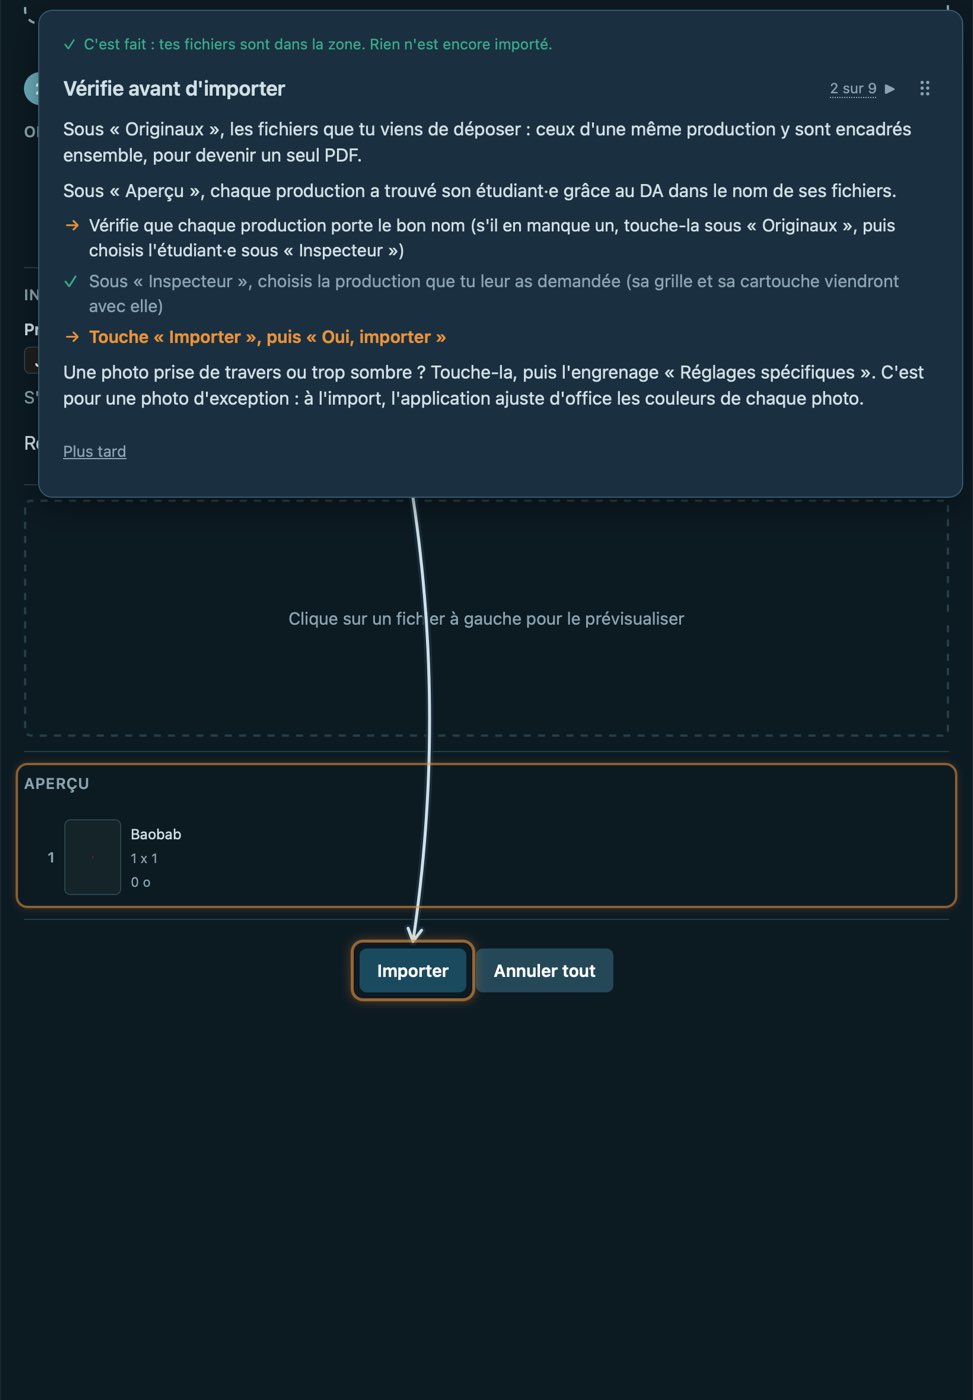 ✓ C'est fait : tes fichiers sont dans la zone. Rien n'est encore importé.
Vérifie avant d'importer
2 sur 9 ▶
Sous « Originaux », les fichiers que tu viens de déposer : ceux d'une même production y sont encadrés
ensemble, pour devenir un seul PDF.
Sous « Aperçu », chaque production a trouvé son étudiant·e grâce au DA dans le nom de ses fichiers.
→ Vérifie que chaque production porte le bon nom (s'il en manque un, touche-la sous « Originaux », puis
choisis l'étudiant·e sous « Inspecteur »)
✓ Sous « Inspecteur », choisis la production que tu leur as demandée (sa grille et sa cartouche viendront
avec elle)
→ Touche « Importer », puis « Oui, importer »
Une photo prise de travers ou trop sombre ? Touche-la, puis l'engrenage « Réglages spécifiques ». C'est
pour une photo d'exception : à l'import, l'application ajuste d'office les couleurs de chaque photo.
Plus tard
Clique sur un fichier à gauche pour le prévisualiser
APERÇU
1
Baobab
1 x 1
0 o
Importer
Annuler tout